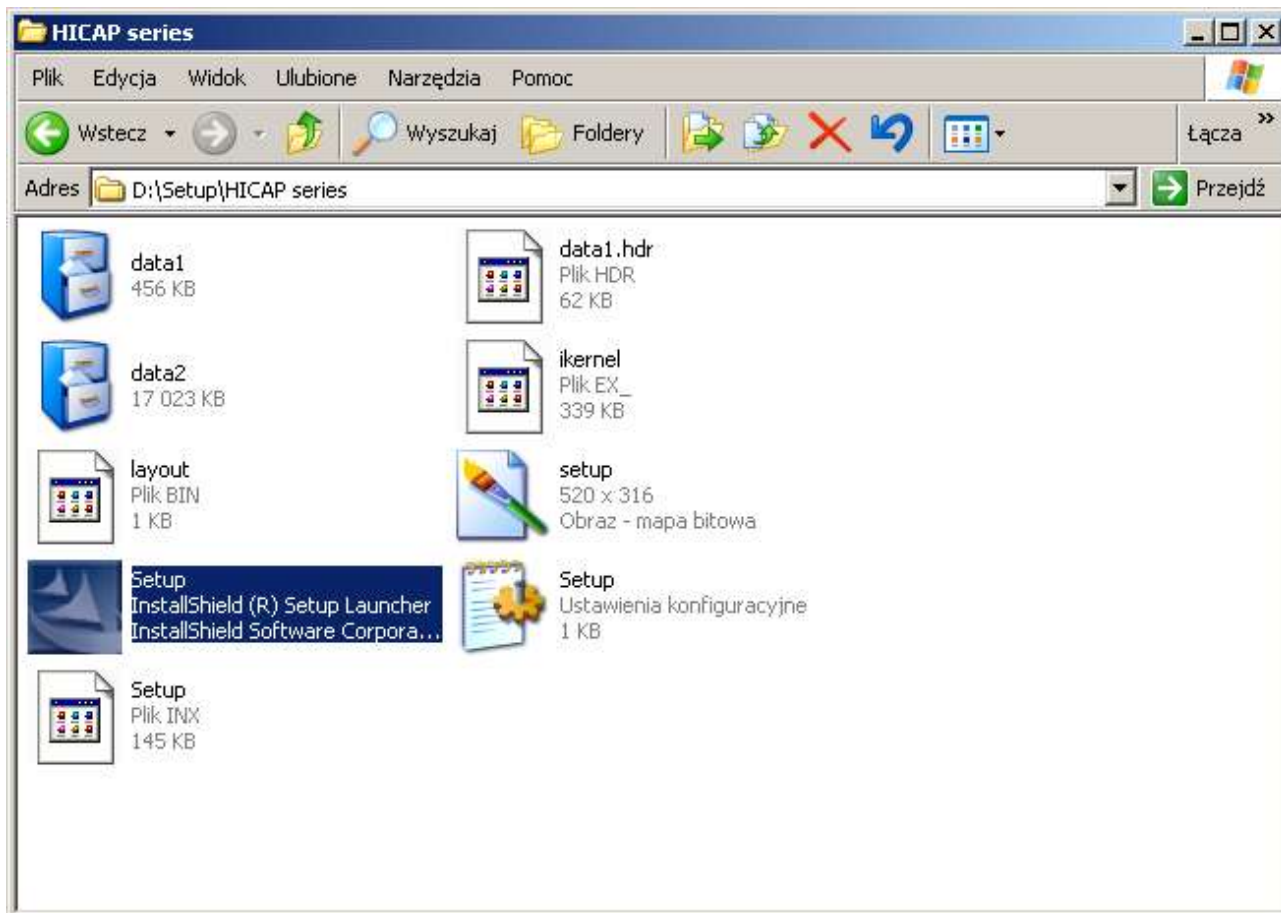 HICAP series
Plik Edycja Widok Ulubione Narzędzia Pomoc
Wstecz Wyszukaj Foldery Łącza »
Adres D:\Setup\HICAP series Przejdź
data1
456 KB
data1.hdr
Plik HDR
62 KB
data2
17 023 KB
ikernel
Plik EX_
339 KB
layout
Plik BIN
1 KB
setup
520 x 316
Obraz - mapa bitowa
Setup
InstallShield (R) Setup Launcher
InstallShield Software Corpora...
Setup
Ustawienia konfiguracyjne
1 KB
Setup
Plik INX
145 KB